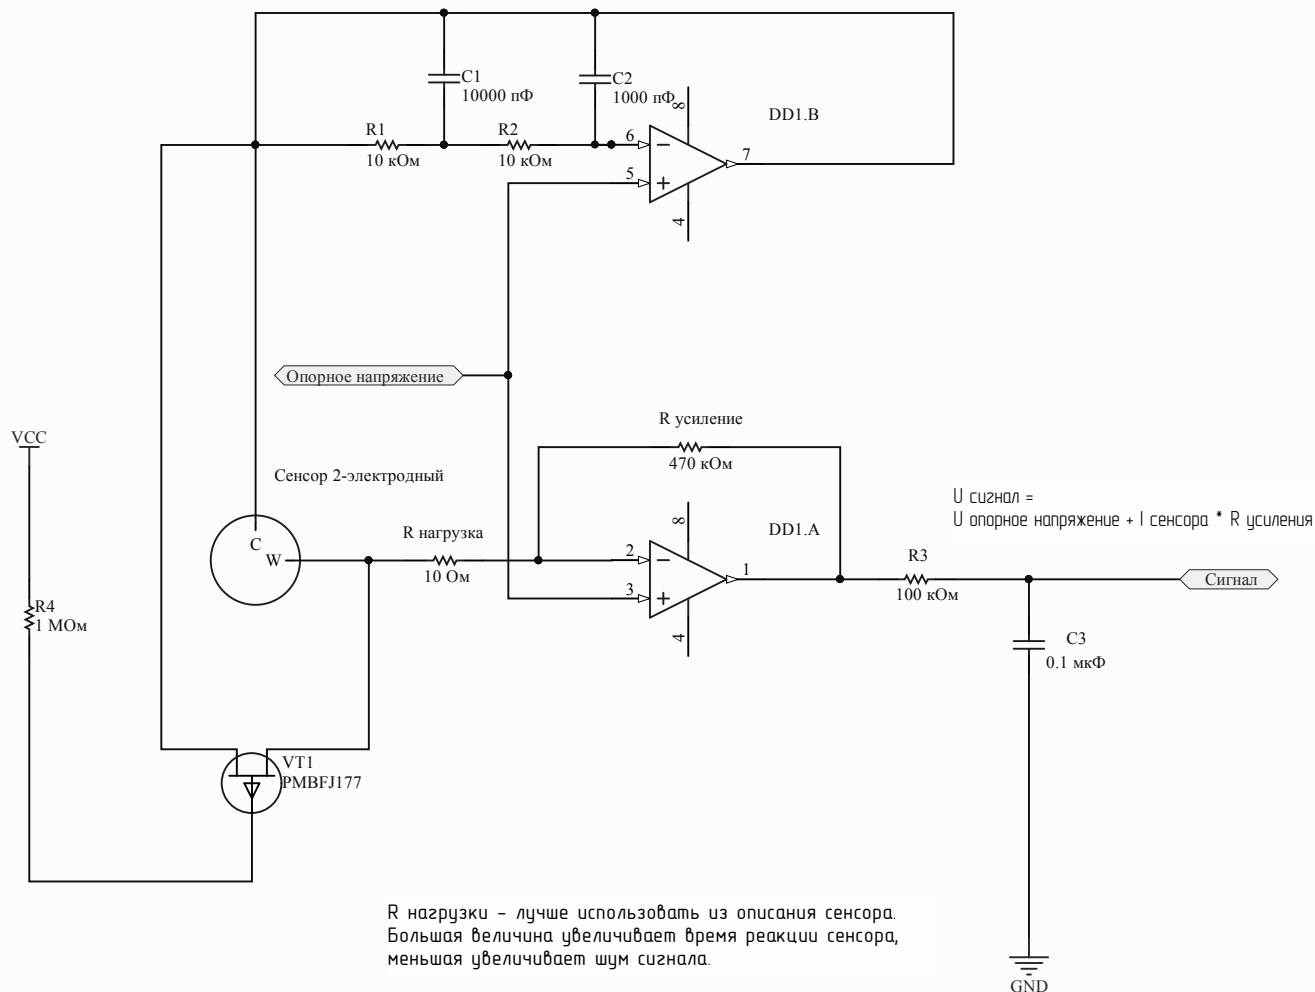 C1
10000 пФ
C2
1000 пФ
8
DD1.B
R1
10 кОм
R2
10 кОм
6
7
5
4
Опорное напряжение
R усиление
470 кОм
VCC
Сенсор 2-электродный
U сигнал =
U опорное напряжение + I сенсора * R усиления
8
DD1.A
R нагрузка
10 Ом
C
W
2
1
3
4
R3
100 кОм
Сигнал
R4
1 МОм
C3
0.1 мкФ
VT1
PMBFJ177
R нагрузки - лучше использовать из описания сенсора.
Большая величина увеличивает время реакции сенсора,
меньшая увеличивает шум сигнала.
GND